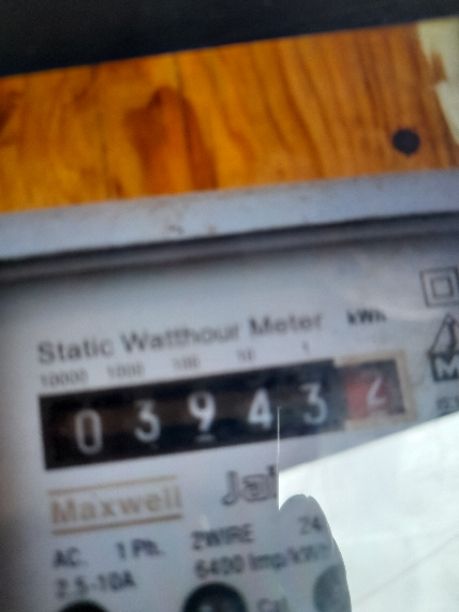 Static Watthour Meter kWh
10000 1000 100 10 1
0 3 9 4 3 2
Maxwell
AC. 1 Ph. 2WIRE
2.5-10A 6400 Imp/kWh